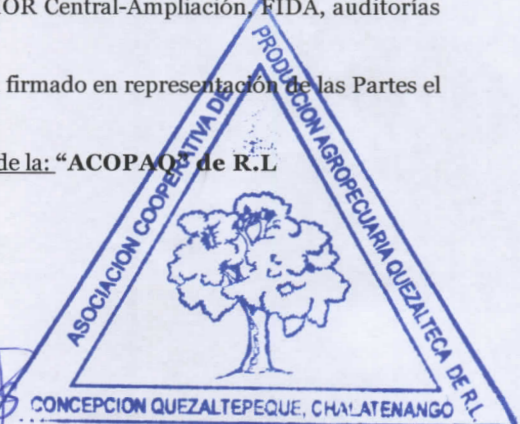 OR Central-Ampliación, FIDA, auditorías
firmado en representación de las Partes el
de la: “ACOPAQ” de R.L
ASOCIACION COOPERATIVA DE
PRODUCCION AGROPECUARIA QUEZALTECA DE R.L.
CONCEPCION QUEZALTEPEQUE, CHALATENANGO